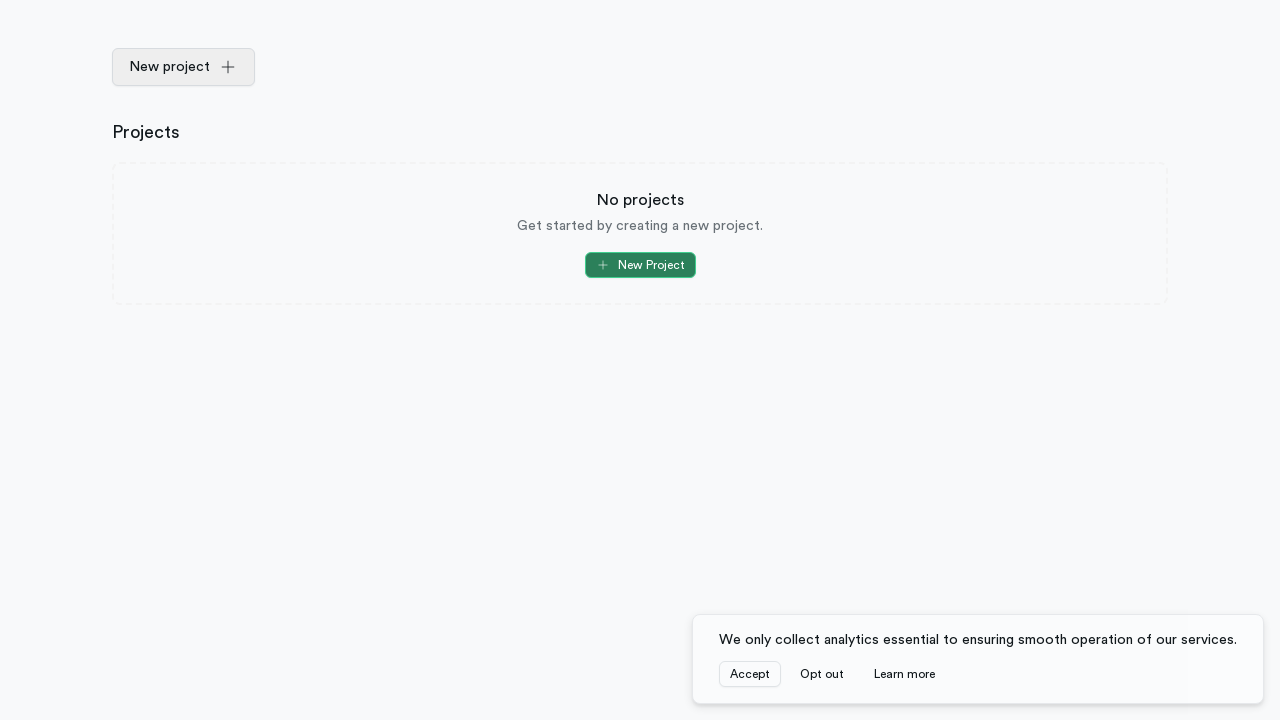 New project
Projects
No projects
Get started by creating a new project.
New Project
We only collect analytics essential to ensuring smooth operation of our services.
Accept Opt out Learn more